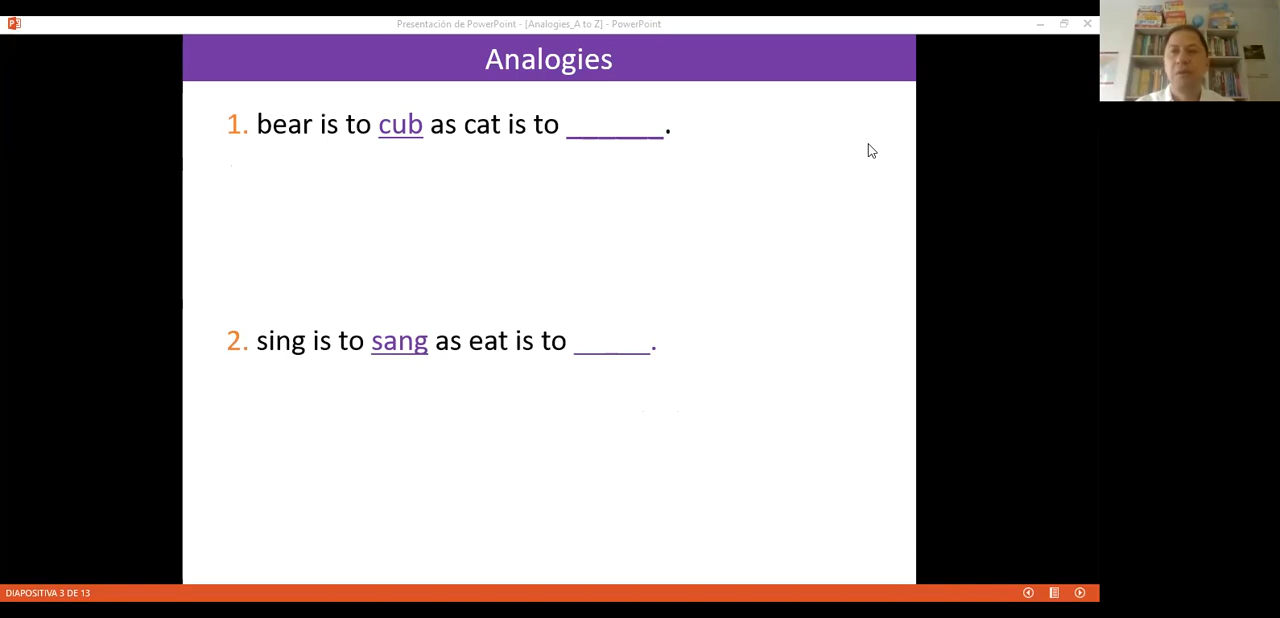 Presentación de PowerPoint - [Analogies_A to Z] - PowerPoint
Analogies
1. bear is to cub as cat is to ______.
2. sing is to sang as eat is to _____.
DIAPOSITIVA 3 DE 13